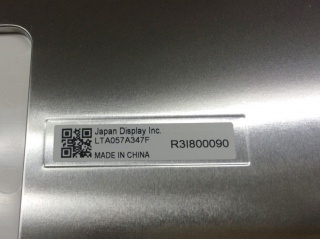 Japan Display Inc.
LTA057A347F
R3I800090
MADE IN CHINA